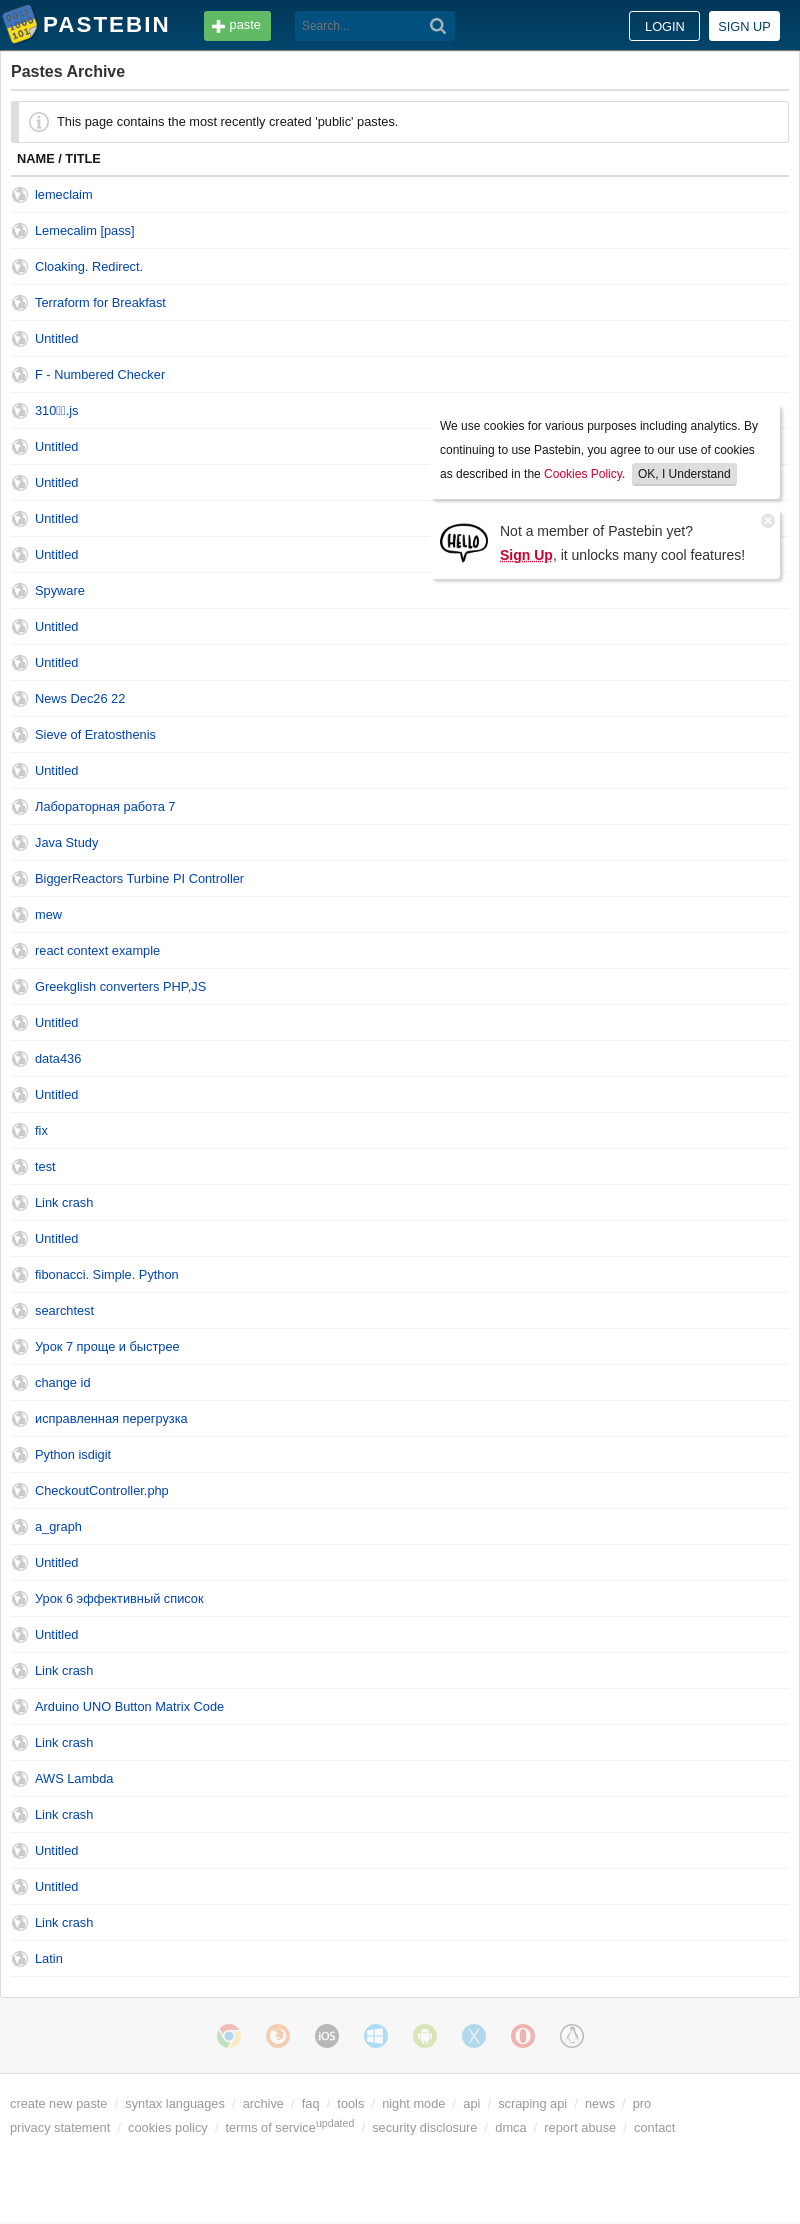 PASTEBIN
paste
Search...
LOGIN
SIGN UP
Pastes Archive
This page contains the most recently created 'public' pastes.
NAME / TITLE
lemeclaim
Lemecalim [pass]
Cloaking. Redirect.
Terraform for Breakfast
Untitled
F - Numbered Checker
310▯▯.js
Untitled
Untitled
Untitled
Untitled
Spyware
Untitled
Untitled
News Dec26 22
Sieve of Eratosthenis
Untitled
Лабораторная работа 7
Java Study
BiggerReactors Turbine PI Controller
mew
react context example
Greekglish converters PHP,JS
Untitled
data436
Untitled
fix
test
Link crash
Untitled
fibonacci. Simple. Python
searchtest
Урок 7 проще и быстрее
change id
исправленная перегрузка
Python isdigit
CheckoutController.php
a_graph
Untitled
Урок 6 эффективный список
Untitled
Link crash
Arduino UNO Button Matrix Code
Link crash
AWS Lambda
Link crash
Untitled
Untitled
Link crash
Latin
We use cookies for various purposes including analytics. By
continuing to use Pastebin, you agree to our use of cookies
as described in the Cookies Policy. OK, I Understand
HELLO
Not a member of Pastebin yet?
Sign Up, it unlocks many cool features!
iOS
create new paste / syntax languages / archive / faq / tools / night mode / api / scraping api / news / pro
privacy statement / cookies policy / terms of service updated / security disclosure / dmca / report abuse / contact